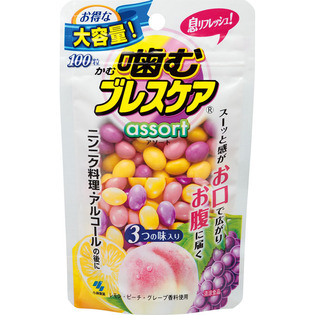 お得な
大容量!
息リフレッシュ!
100粒
かむ
噛む
ブレスケア®
assort
アソート
スーッと感が
お口で広がり
お腹に届く
ニンニク料理・アルコールの後に
3つの味入り
レモン・ピーチ・グレープ香料使用
小林製薬